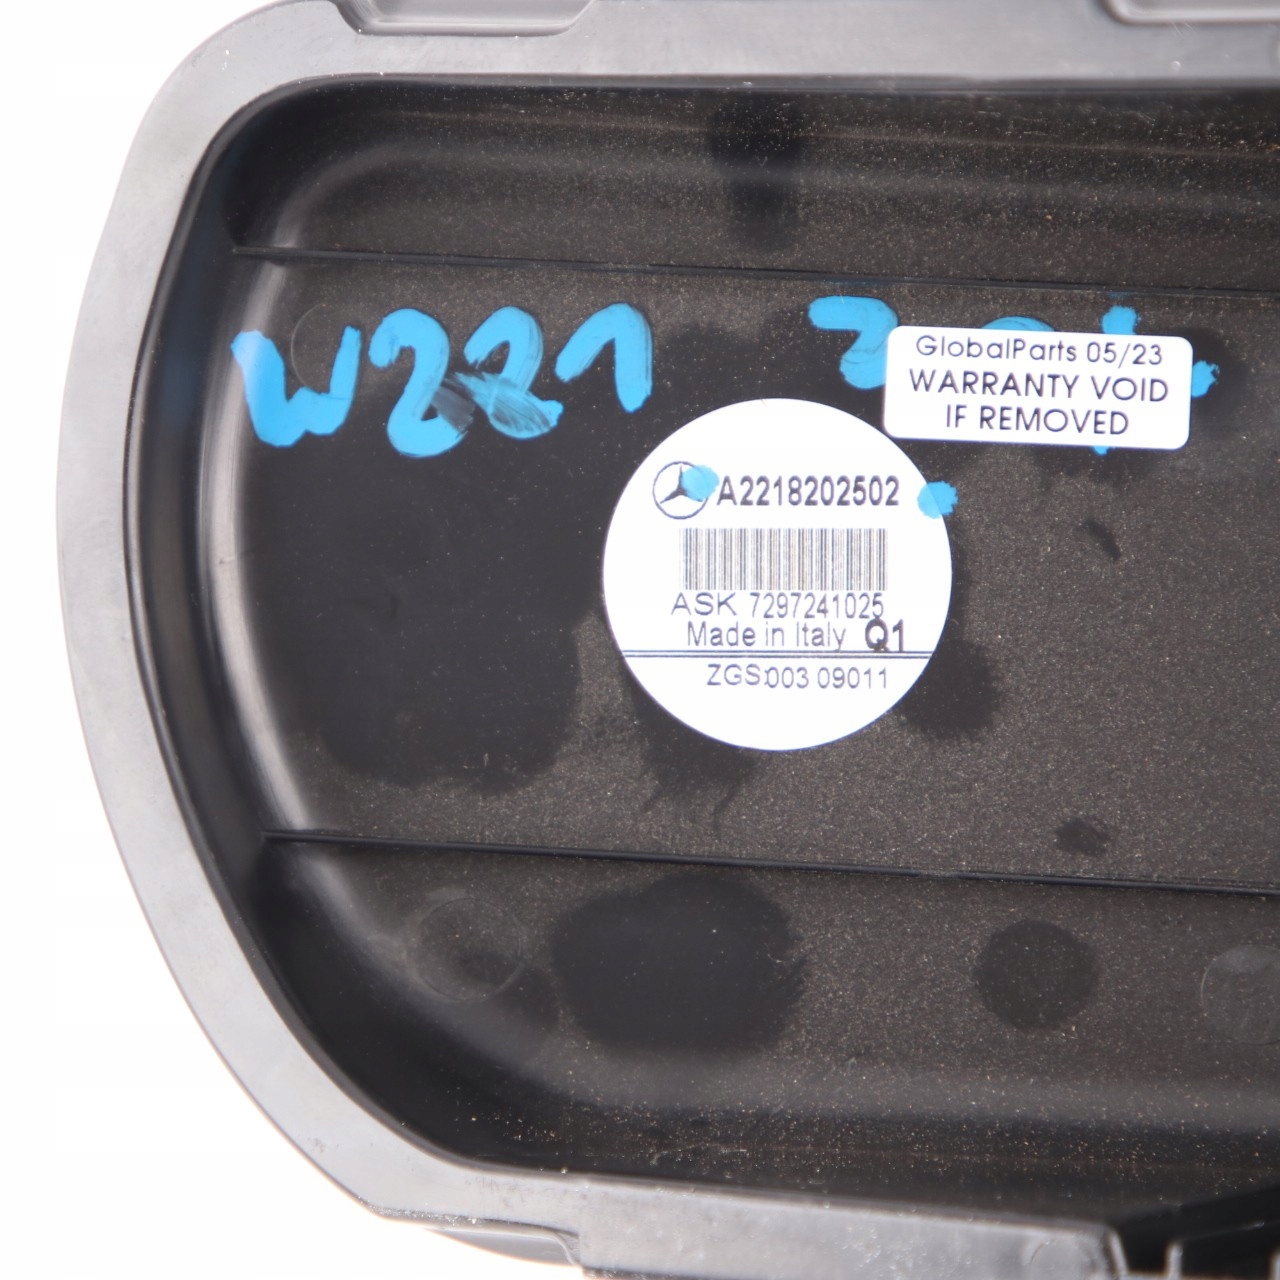 W221
GlobalParts 05/23
WARRANTY VOID
IF REMOVED
A2218202502
ASK 7297241025
Made in Italy Q1
ZGS:003 09011